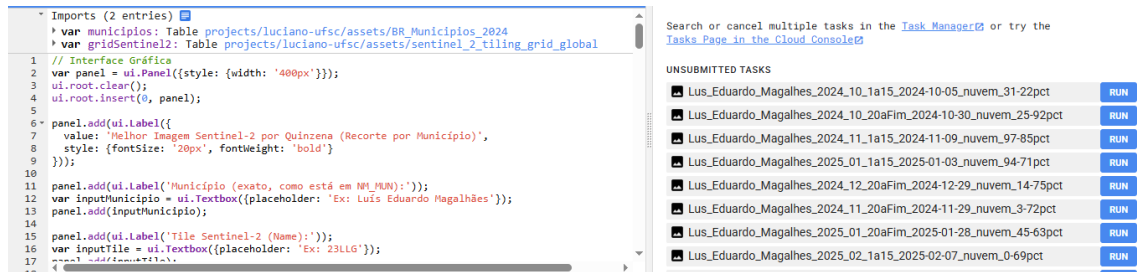 Imports (2 entries)
var municipios: Table projects/luciano-ufsc/assets/BR_Municipios_2024
var gridSentinel2: Table projects/luciano-ufsc/assets/sentinel_2_tiling_grid_global
1 // Interface Gráfica
2 var panel = ui.Panel({style: {width: '400px'}});
3 ui.root.clear();
4 ui.root.insert(0, panel);
5
6 panel.add(ui.Label({
7 value: 'Melhor Imagem Sentinel-2 por Quinzena (Recorte por Município)',
8 style: {fontSize: '20px', fontWeight: 'bold'}
9 }));
10
11 panel.add(ui.Label('Município (exato, como está em NM_MUN):'));
12 var inputMunicipio = ui.Textbox({placeholder: 'Ex: Luís Eduardo Magalhães'});
13 panel.add(inputMunicipio);
14
15 panel.add(ui.Label('Tile Sentinel-2 (Name):'));
16 var inputTile = ui.Textbox({placeholder: 'Ex: 23LLG'});
17 panel.add(inputTile);
Search or cancel multiple tasks in the Task Manager or try the
Tasks Page in the Cloud Console
UNSUBMITTED TASKS
Lus_Eduardo_Magalhes_2024_10_1a15_2024-10-05_nuvem_31-22pct RUN
Lus_Eduardo_Magalhes_2024_10_20aFim_2024-10-30_nuvem_25-92pct RUN
Lus_Eduardo_Magalhes_2024_11_1a15_2024-11-09_nuvem_97-85pct RUN
Lus_Eduardo_Magalhes_2025_01_1a15_2025-01-03_nuvem_94-71pct RUN
Lus_Eduardo_Magalhes_2024_12_20aFim_2024-12-29_nuvem_14-75pct RUN
Lus_Eduardo_Magalhes_2024_11_20aFim_2024-11-29_nuvem_3-72pct RUN
Lus_Eduardo_Magalhes_2025_01_20aFim_2025-01-28_nuvem_45-63pct RUN
Lus_Eduardo_Magalhes_2025_02_1a15_2025-02-07_nuvem_0-69pct RUN